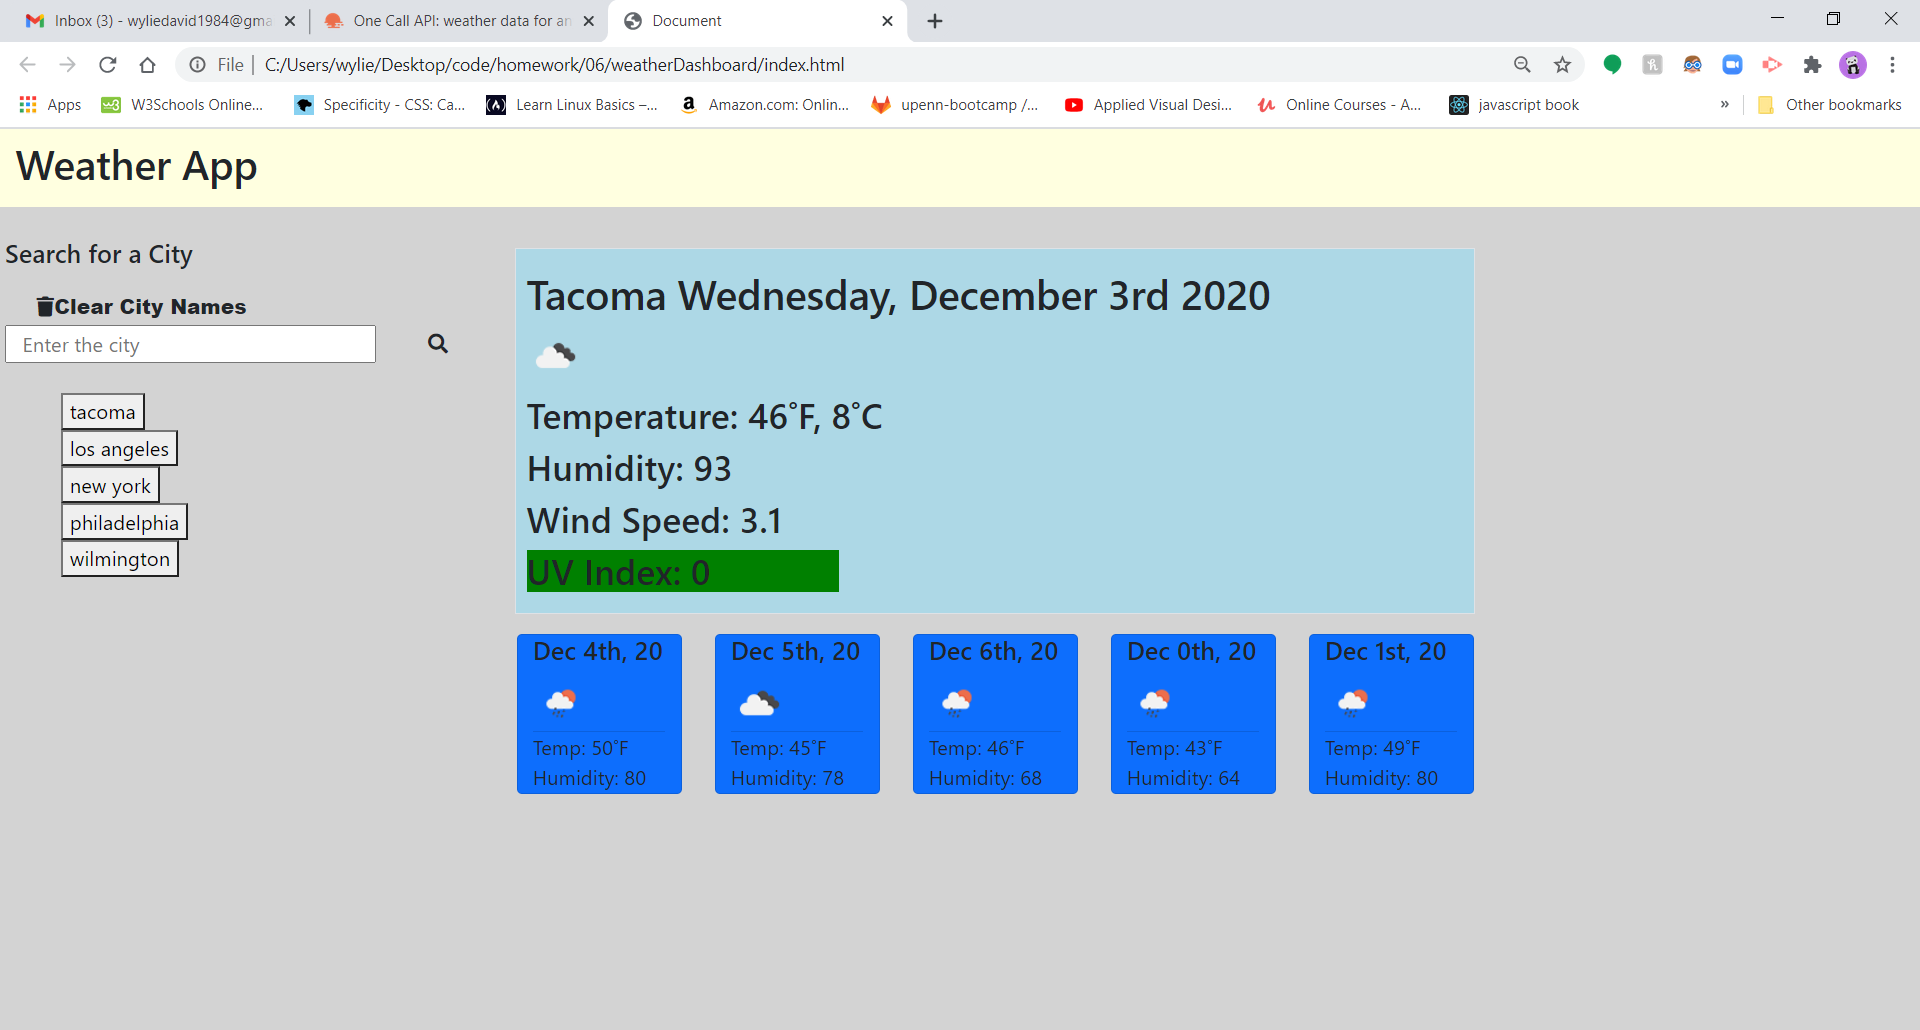 Inbox (3) - wyliedavid1984@gma
One Call API: weather data for an
Document
File
C:/Users/wylie/Desktop/code/homework/06/weatherDashboard/index.html
Apps
W3Schools Online...
Specificity - CSS: Ca...
Learn Linux Basics –...
Amazon.com: Onlin...
upenn-bootcamp /...
Applied Visual Desi...
Online Courses - A...
javascript book
»
Other bookmarks
Weather App
Search for a City
Clear City Names
Enter the city
tacoma
los angeles
new york
philadelphia
wilmington
Tacoma Wednesday, December 3rd 2020
Temperature: 46°F, 8°C
Humidity: 93
Wind Speed: 3.1
UV Index: 0
Dec 4th, 20
Temp: 50°F
Humidity: 80
Dec 5th, 20
Temp: 45°F
Humidity: 78
Dec 6th, 20
Temp: 46°F
Humidity: 68
Dec 0th, 20
Temp: 43°F
Humidity: 64
Dec 1st, 20
Temp: 49°F
Humidity: 80